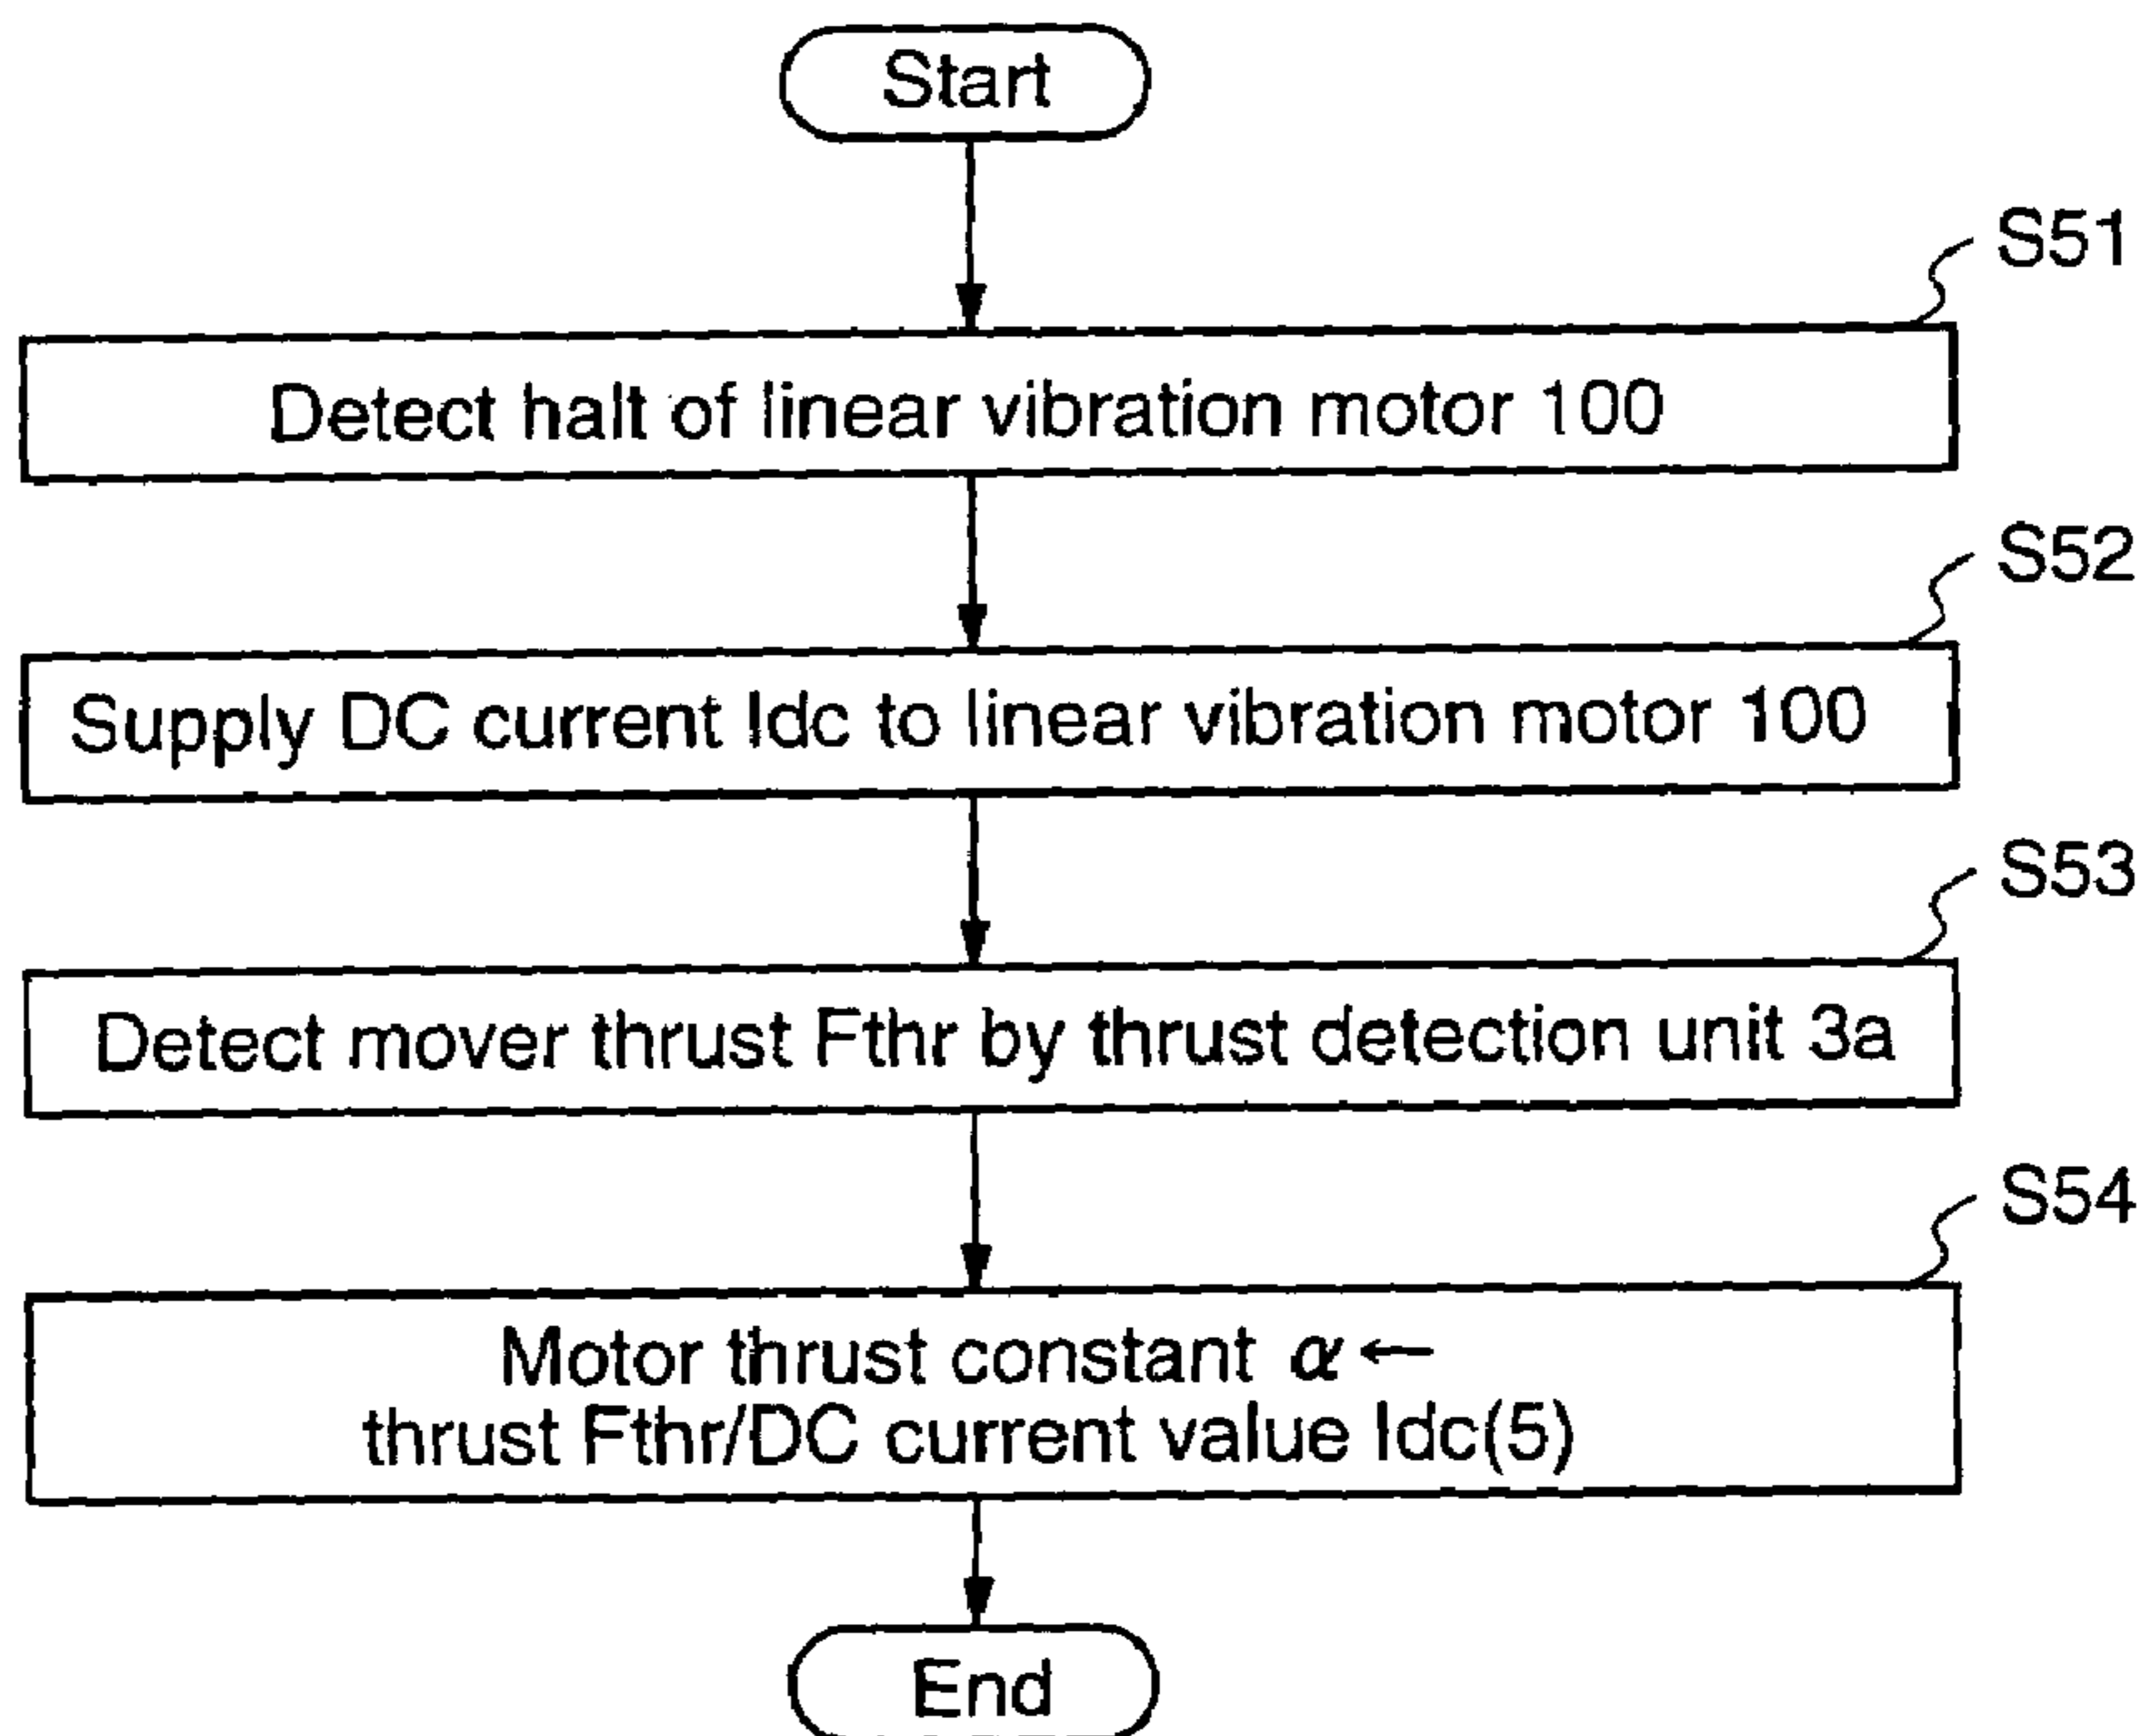 Start
S51
Detect halt of linear vibration motor 100
S52
Supply DC current Idc to linear vibration motor 100
S53
Detect mover thrust Fthr by thrust detection unit 3a
S54
Motor thrust constant α←
thrust Fthr/DC current value Idc(5)
End